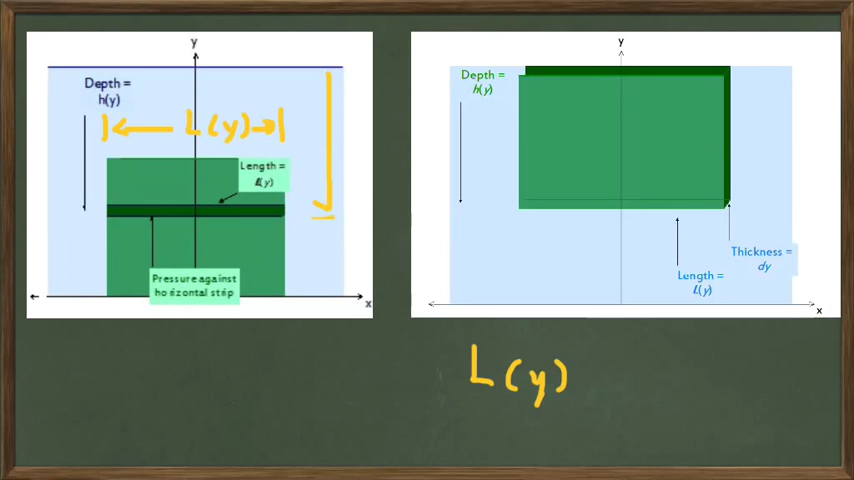 y
Depth =
h(y)
L(y)
Length =
L(y)
Pressure against
horizontal strip
x
y
Depth =
h(y)
Thickness =
dy
Length =
L(y)
x
L(y)